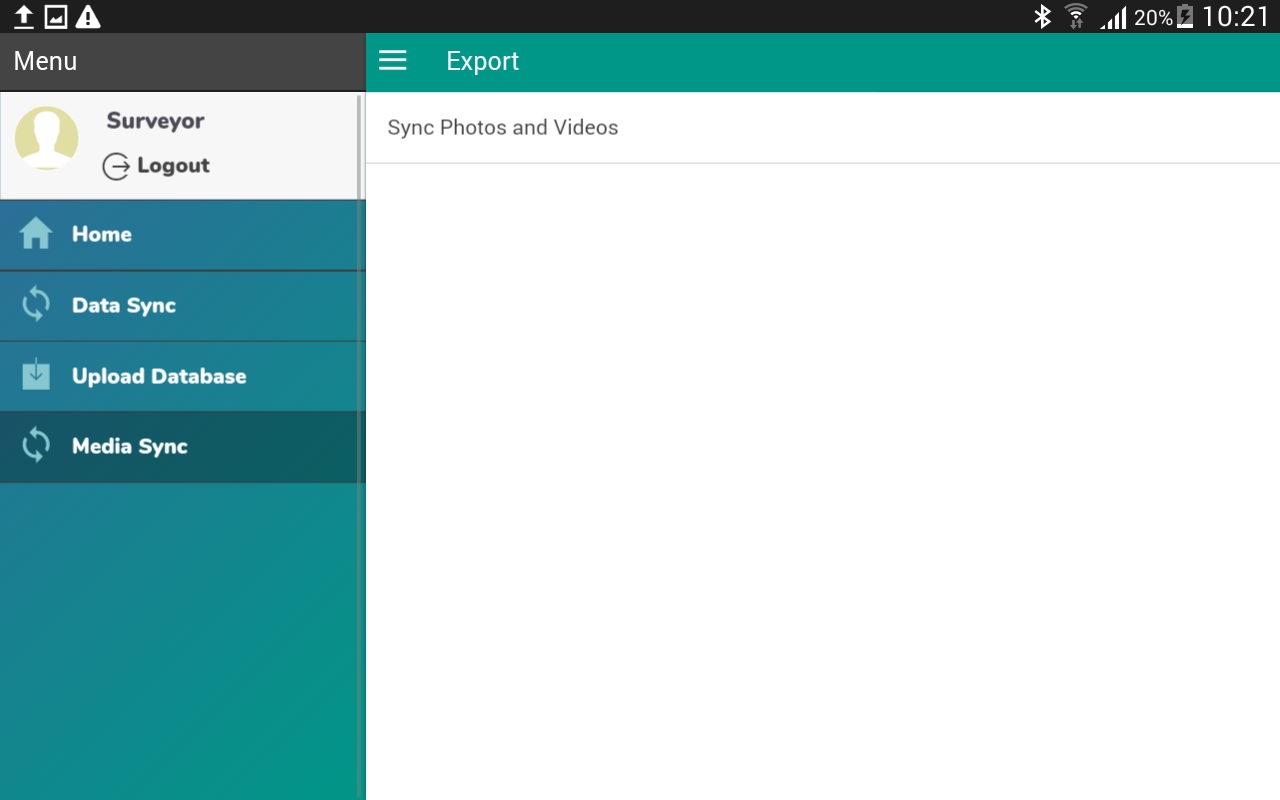 20% 10:21
Menu
Export
Surveyor
Logout
Sync Photos and Videos
Home
Data Sync
Upload Database
Media Sync